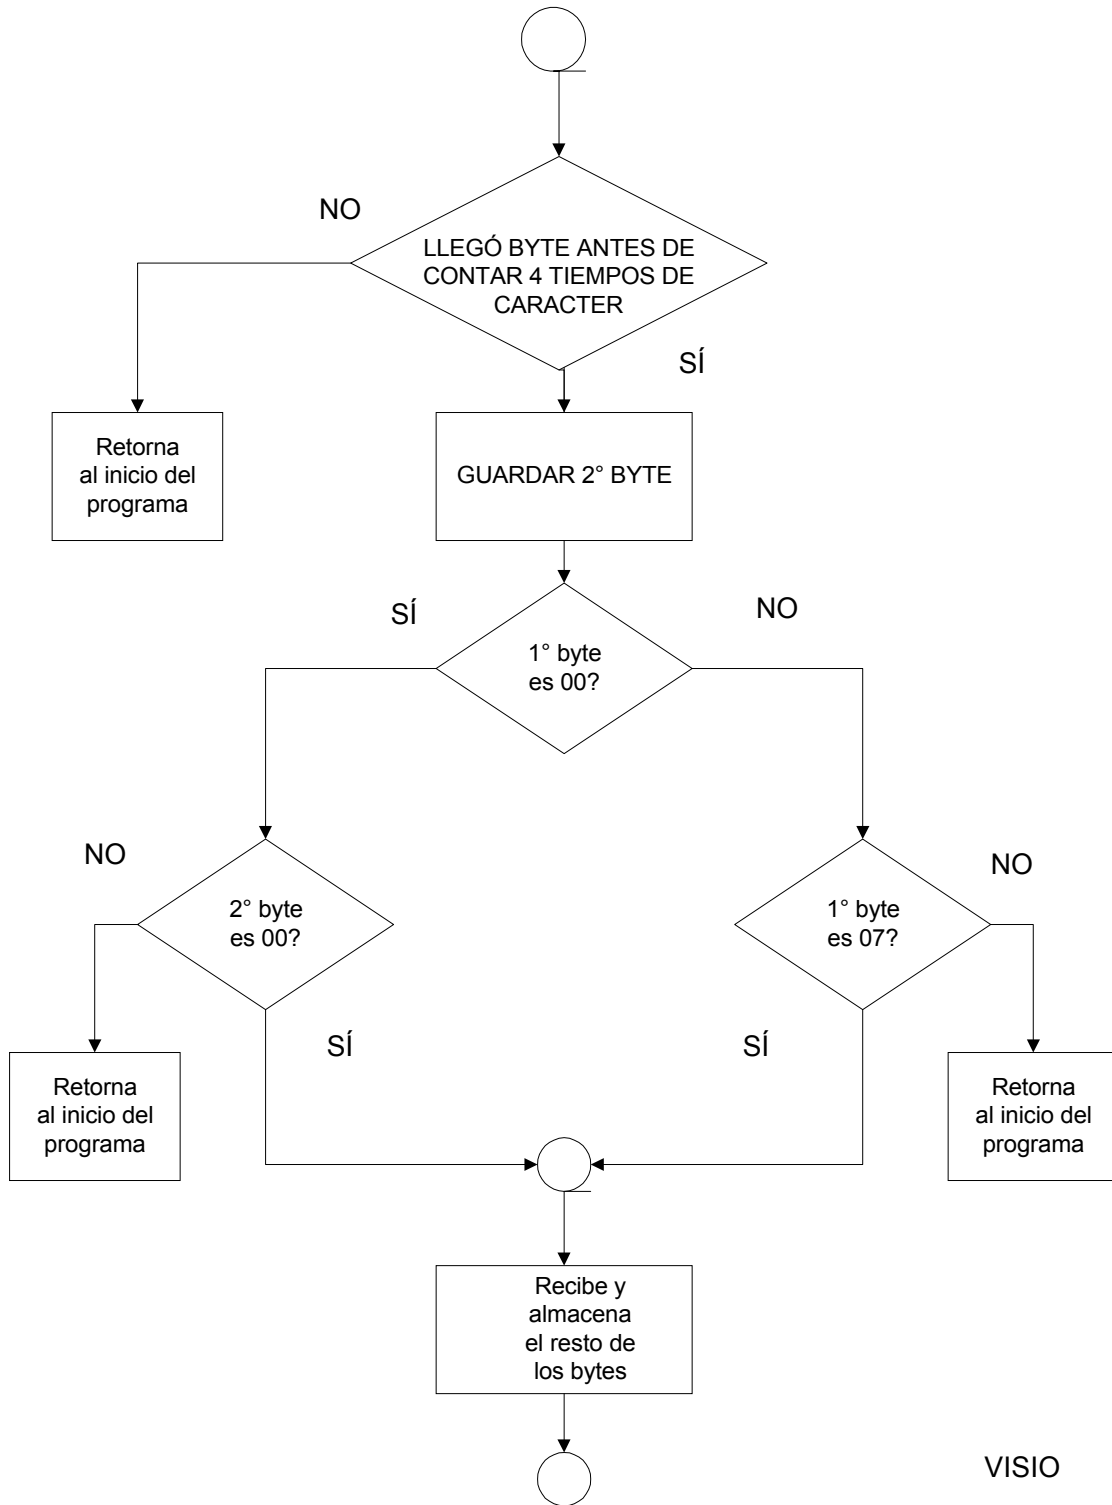 NO
LLEGÓ BYTE ANTES DE
CONTAR 4 TIEMPOS DE
CARACTER
SÍ
Retorna
al inicio del
programa
GUARDAR 2° BYTE
SÍ
NO
1° byte
es 00?
NO
2° byte
es 00?
SÍ
1° byte
es 07?
NO
SÍ
Retorna
al inicio del
programa
Retorna
al inicio del
programa
Recibe y
almacena
el resto de
los bytes
VISIO